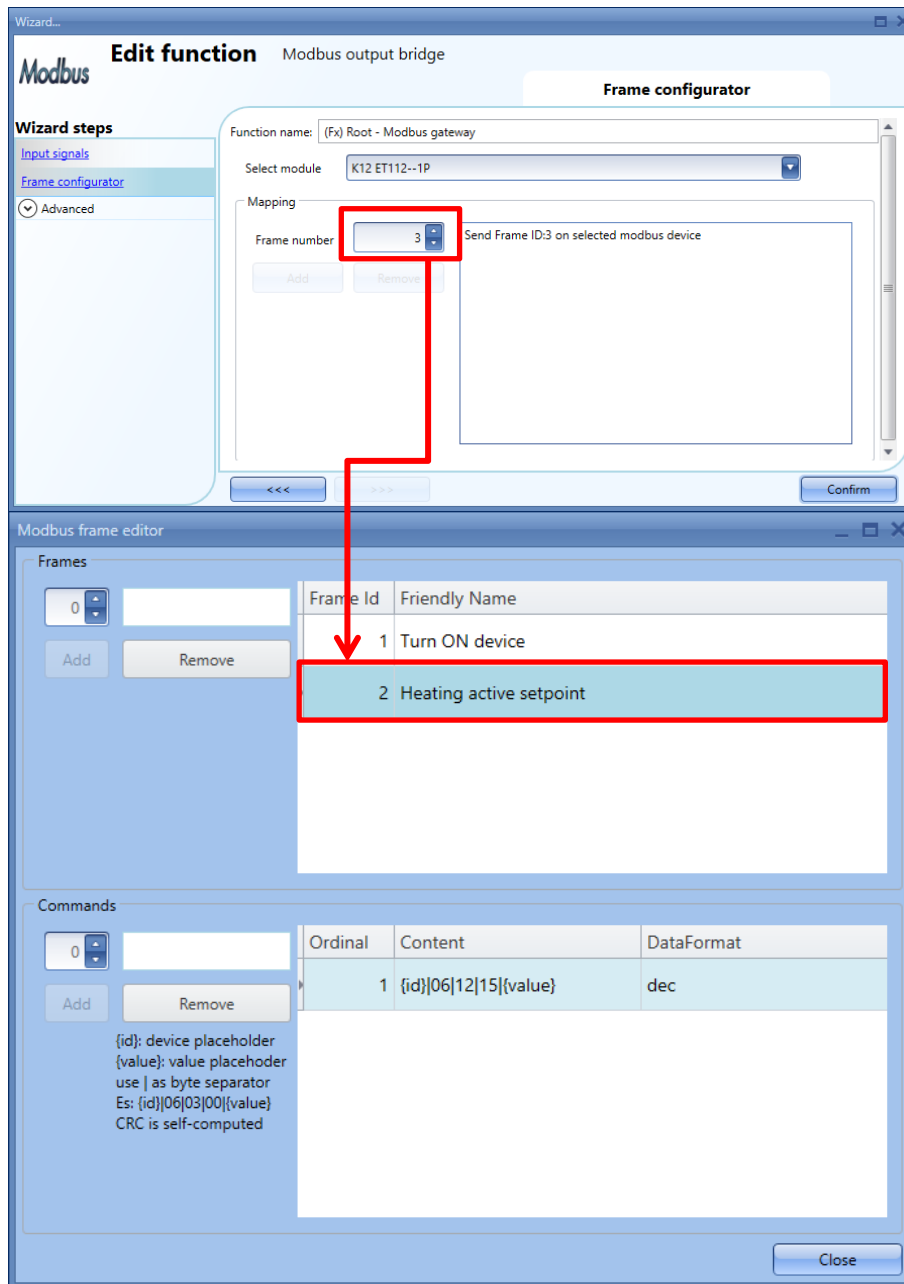 Wizard...
Modbus
Edit function
Modbus output bridge
Frame configurator
Wizard steps
Input signals
Frame configurator
Advanced
Function name: (Fx) Root - Modbus gateway
Select module K12 ET112--1P
Mapping
Frame number 3
Send Frame ID:3 on selected modbus device
Add Remove
<<< >>> Confirm
Modbus frame editor
Frames
0
Add Remove
Frame Id Friendly Name
1 Turn ON device
2 Heating active setpoint
Commands
0
Add Remove
{id}: device placeholder
{value}: value placehoder
use | as byte separator
Es: {id}|06|03|00|{value}
CRC is self-computed
Ordinal Content DataFormat
1 {id}|06|12|15|{value} dec
Close